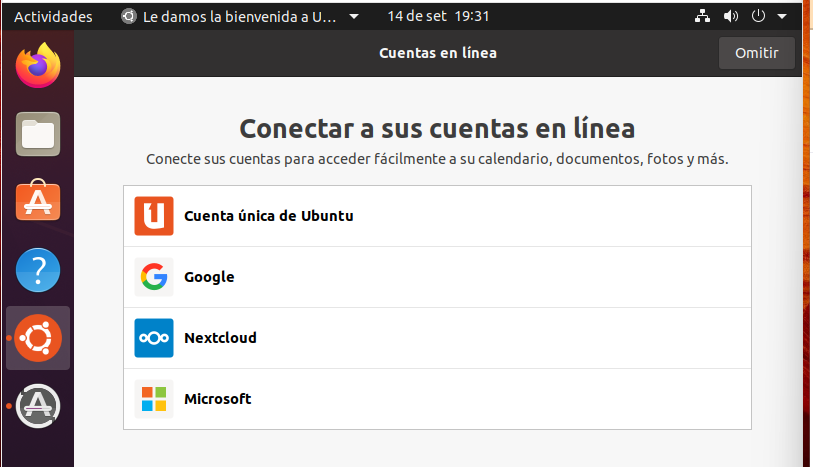 Actividades
Le damos la bienvenida a U...
14 de set 19:31
Cuentas en línea
Omitir
Conectar a sus cuentas en línea
Conecte sus cuentas para acceder fácilmente a su calendario, documentos, fotos y más.
Cuenta única de Ubuntu
Google
Nextcloud
Microsoft